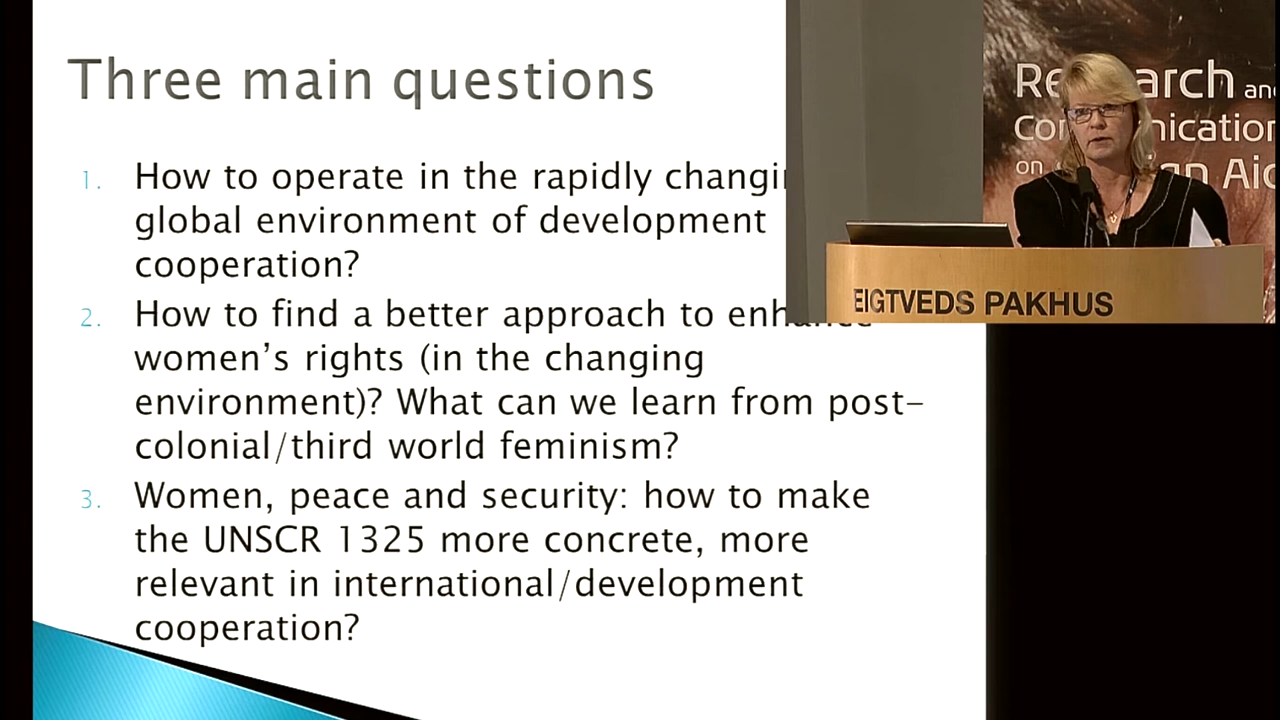 Three main questions
1. How to operate in the rapidly changi
global environment of development
cooperation?
2. How to find a better approach to enhance
women's rights (in the changing
environment)? What can we learn from post-
colonial/third world feminism?
3. Women, peace and security: how to make
the UNSCR 1325 more concrete, more
relevant in international/development
cooperation?
Re arch and
Co nication
on gn Aid
EIGTVEDS PAKHUS